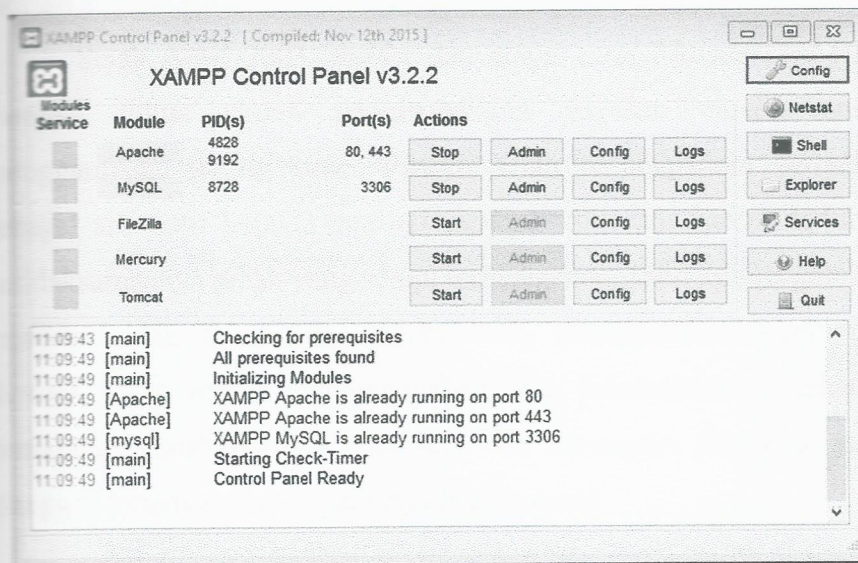 XAMPP Control Panel v3.2.2 [ Compiled: Nov 12th 2015 ]
XAMPP Control Panel v3.2.2
Config
Modules
Service Module PID(s) Port(s) Actions
Netstat
Apache 4828 9192 80, 443 Stop Admin Config Logs
Shell
MySQL 8728 3306 Stop Admin Config Logs
Explorer
FileZilla Start Admin Config Logs
Services
Mercury Start Admin Config Logs
Help
Tomcat Start Admin Config Logs
Quit
11:09:43 [main] Checking for prerequisites
11:09:49 [main] All prerequisites found
11:09:49 [main] Initializing Modules
11:09:49 [Apache] XAMPP Apache is already running on port 80
11:09:49 [Apache] XAMPP Apache is already running on port 443
11:09:49 [mysql] XAMPP MySQL is already running on port 3306
11:09:49 [main] Starting Check-Timer
11:09:49 [main] Control Panel Ready